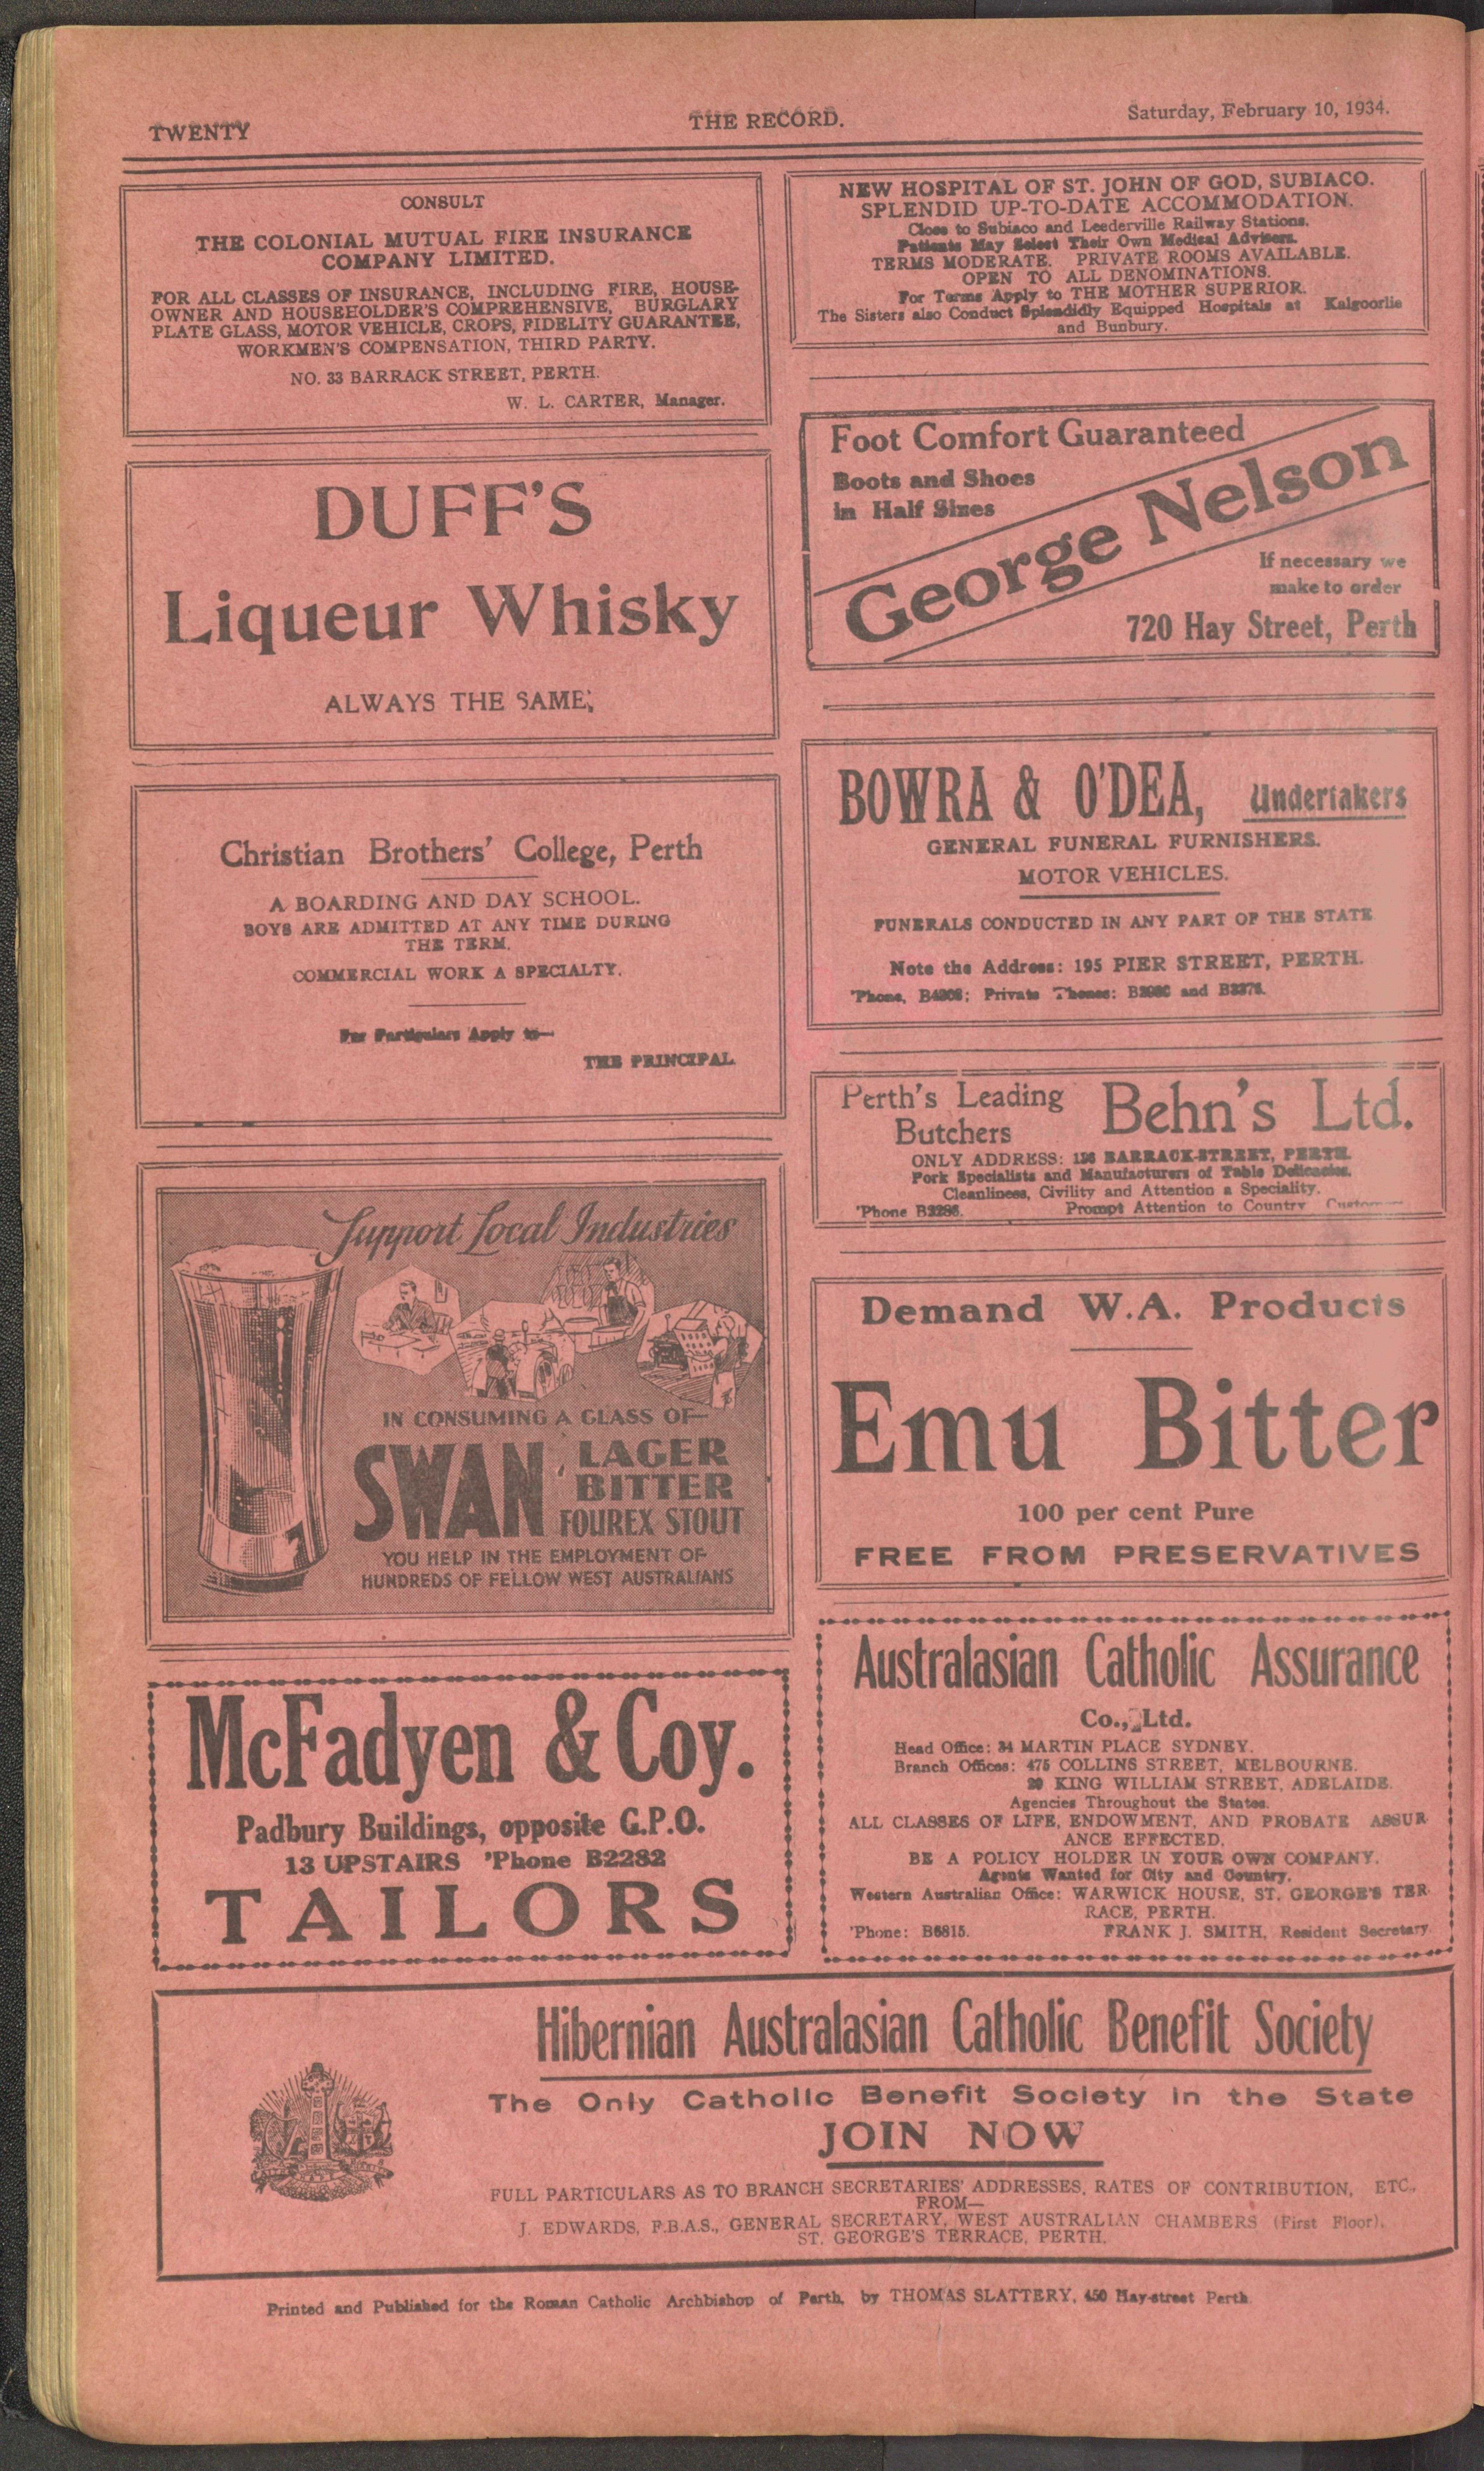 TWENTY
THE RECORD.
Saturday, February 10, 1934.
CONSULT
THE COLONIAL MUTUAL FIRE INSURANCE
COMPANY LIMITED.
FOR ALL CLASSES OF INSURANCE, INCLUDING FIRE, HOUSE-
OWNER AND HOUSEHOLDER'S COMPREHENSIVE, BURGLARY
PLATE GLASS, MOTOR VEHICLE, CROPS, FIDELITY GUARANTEE,
WORKMEN'S COMPENSATION, THIRD PARTY.
NO. 33 BARRACK STREET, PERTH.
W. L. CARTER, Manager.
DUFF'S
Liqueur Whisky
ALWAYS THE SAME;
Christian Brothers' College, Perth
A BOARDING AND DAY SCHOOL.
BOYS ARE ADMITTED AT ANY TIME DURING
THE TERM.
COMMERCIAL WORK A SPECIALTY.
For Particulars Apply to—
THE PRINCIPAL
Support Local Industries
IN CONSUMING A GLASS OF—
SWAN LAGER
BITTER
FOUREX STOUT
YOU HELP IN THE EMPLOYMENT OF
HUNDREDS OF FELLOW WEST AUSTRALIANS
McFadyen & Coy.
Padbury Buildings, opposite G.P.O.
13 UPSTAIRS 'Phone B2282
TAILORS
NEW HOSPITAL OF ST. JOHN OF GOD, SUBIACO.
SPLENDID UP-TO-DATE ACCOMMODATION.
Close to Subiaco and Leederville Railway Stations.
Patients May Select Their Own Medical Advisers.
TERMS MODERATE. PRIVATE ROOMS AVAILABLE.
OPEN TO ALL DENOMINATIONS.
For Terms Apply to THE MOTHER SUPERIOR.
The Sisters also Conduct Splendidly Equipped Hospitals at Kalgoorlie
and Bunbury.
Foot Comfort Guaranteed
Boots and Shoes
in Half Sizes
George Nelson
If necessary we
make to order
720 Hay Street, Perth
BOWRA & O'DEA, Undertakers
GENERAL FUNERAL FURNISHERS.
MOTOR VEHICLES.
FUNERALS CONDUCTED IN ANY PART OF THE STATE
Note the Address: 195 PIER STREET, PERTH.
'Phone, Private and
Perth's Leading
Butchers
Behn's Ltd.
ONLY ADDRESS: BARRACK-STREET, PERTH.
Pork Specialists and Manufacturers of Table Delicacies.
Cleanliness, Civility and Attention a Speciality.
'Phone Prompt Attention to Country
Demand W.A. Products
Emu Bitter
100 per cent Pure
FREE FROM PRESERVATIVES
Australasian Catholic Assurance
Co., Ltd.
Head Office: 34 MARTIN PLACE SYDNEY.
Branch Offices: 475 COLLINS STREET, MELBOURNE.
KING WILLIAM STREET, ADELAIDE.
Agencies Throughout the States.
ALL CLASSES OF LIFE, ENDOWMENT, AND PROBATE ASSUR
ANCE EFFECTED.
BE A POLICY HOLDER IN YOUR OWN COMPANY.
Agents Wanted for City and Country.
Western Australian Office: WARWICK HOUSE, ST. GEORGE'S TER
RACE, PERTH.
'Phone: B6815. FRANK J. SMITH, Resident Secretary
Hibernian Australasian Catholic Benefit Society
The Only Catholic Benefit Society in the State
JOIN NOW
FULL PARTICULARS AS TO BRANCH SECRETARIES' ADDRESSES, RATES OF CONTRIBUTION, ETC.,
FROM—
J. EDWARDS, F.B.A.S., GENERAL SECRETARY, WEST AUSTRALIAN CHAMBERS (First Floor),
ST. GEORGE'S TERRACE, PERTH.
Printed and Published for the Roman Catholic Archbishop of Perth, by THOMAS SLATTERY, 450 Hay-street Perth